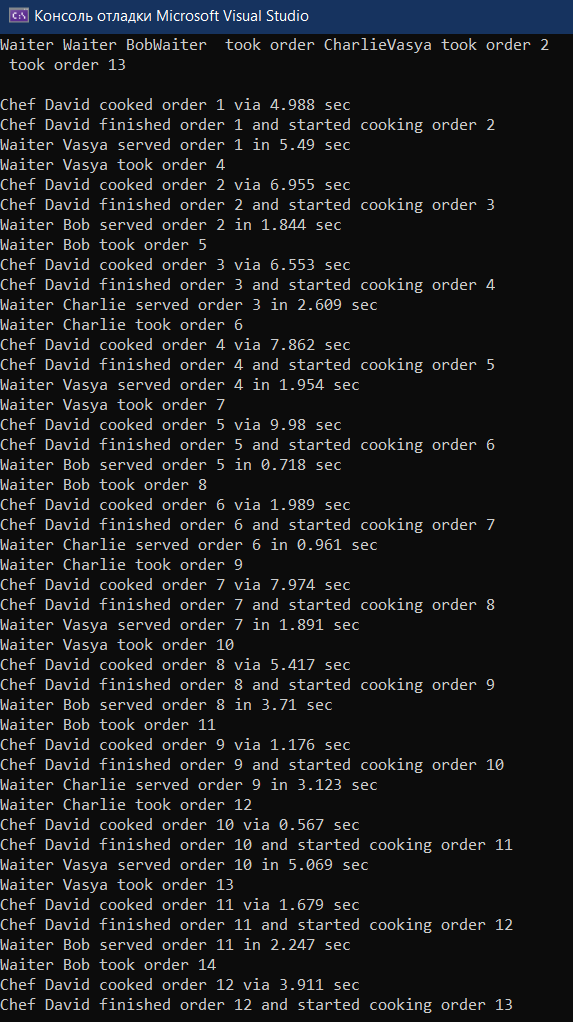 Консоль отладки Microsoft Visual Studio
Waiter Waiter BobWaiter  took order CharlieVasya took order 2
 took order 13

Chef David cooked order 1 via 4.988 sec
Chef David finished order 1 and started cooking order 2
Waiter Vasya served order 1 in 5.49 sec
Waiter Vasya took order 4
Chef David cooked order 2 via 6.955 sec
Chef David finished order 2 and started cooking order 3
Waiter Bob served order 2 in 1.844 sec
Waiter Bob took order 5
Chef David cooked order 3 via 6.553 sec
Chef David finished order 3 and started cooking order 4
Waiter Charlie served order 3 in 2.609 sec
Waiter Charlie took order 6
Chef David cooked order 4 via 7.862 sec
Chef David finished order 4 and started cooking order 5
Waiter Vasya served order 4 in 1.954 sec
Waiter Vasya took order 7
Chef David cooked order 5 via 9.98 sec
Chef David finished order 5 and started cooking order 6
Waiter Bob served order 5 in 0.718 sec
Waiter Bob took order 8
Chef David cooked order 6 via 1.989 sec
Chef David finished order 6 and started cooking order 7
Waiter Charlie served order 6 in 0.961 sec
Waiter Charlie took order 9
Chef David cooked order 7 via 7.974 sec
Chef David finished order 7 and started cooking order 8
Waiter Vasya served order 7 in 1.891 sec
Waiter Vasya took order 10
Chef David cooked order 8 via 5.417 sec
Chef David finished order 8 and started cooking order 9
Waiter Bob served order 8 in 3.71 sec
Waiter Bob took order 11
Chef David cooked order 9 via 1.176 sec
Chef David finished order 9 and started cooking order 10
Waiter Charlie served order 9 in 3.123 sec
Waiter Charlie took order 12
Chef David cooked order 10 via 0.567 sec
Chef David finished order 10 and started cooking order 11
Waiter Vasya served order 10 in 5.069 sec
Waiter Vasya took order 13
Chef David cooked order 11 via 1.679 sec
Chef David finished order 11 and started cooking order 12
Waiter Bob served order 11 in 2.247 sec
Waiter Bob took order 14
Chef David cooked order 12 via 3.911 sec
Chef David finished order 12 and started cooking order 13